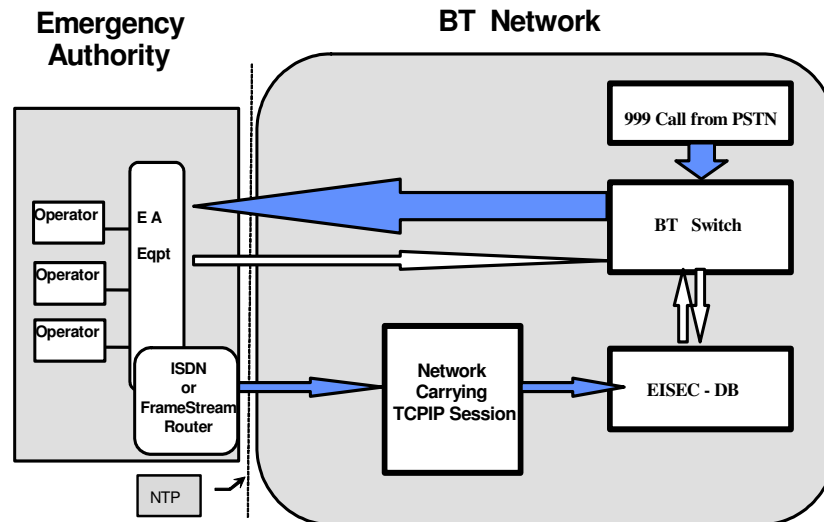 Emergency
Authority
BT Network
999 Call from PSTN
Operator
E A
Eqpt
BT Switch
Operator
Operator
ISDN
or
FrameStream
Router
Network
Carrying
TCPIP Session
EISEC - DB
NTP